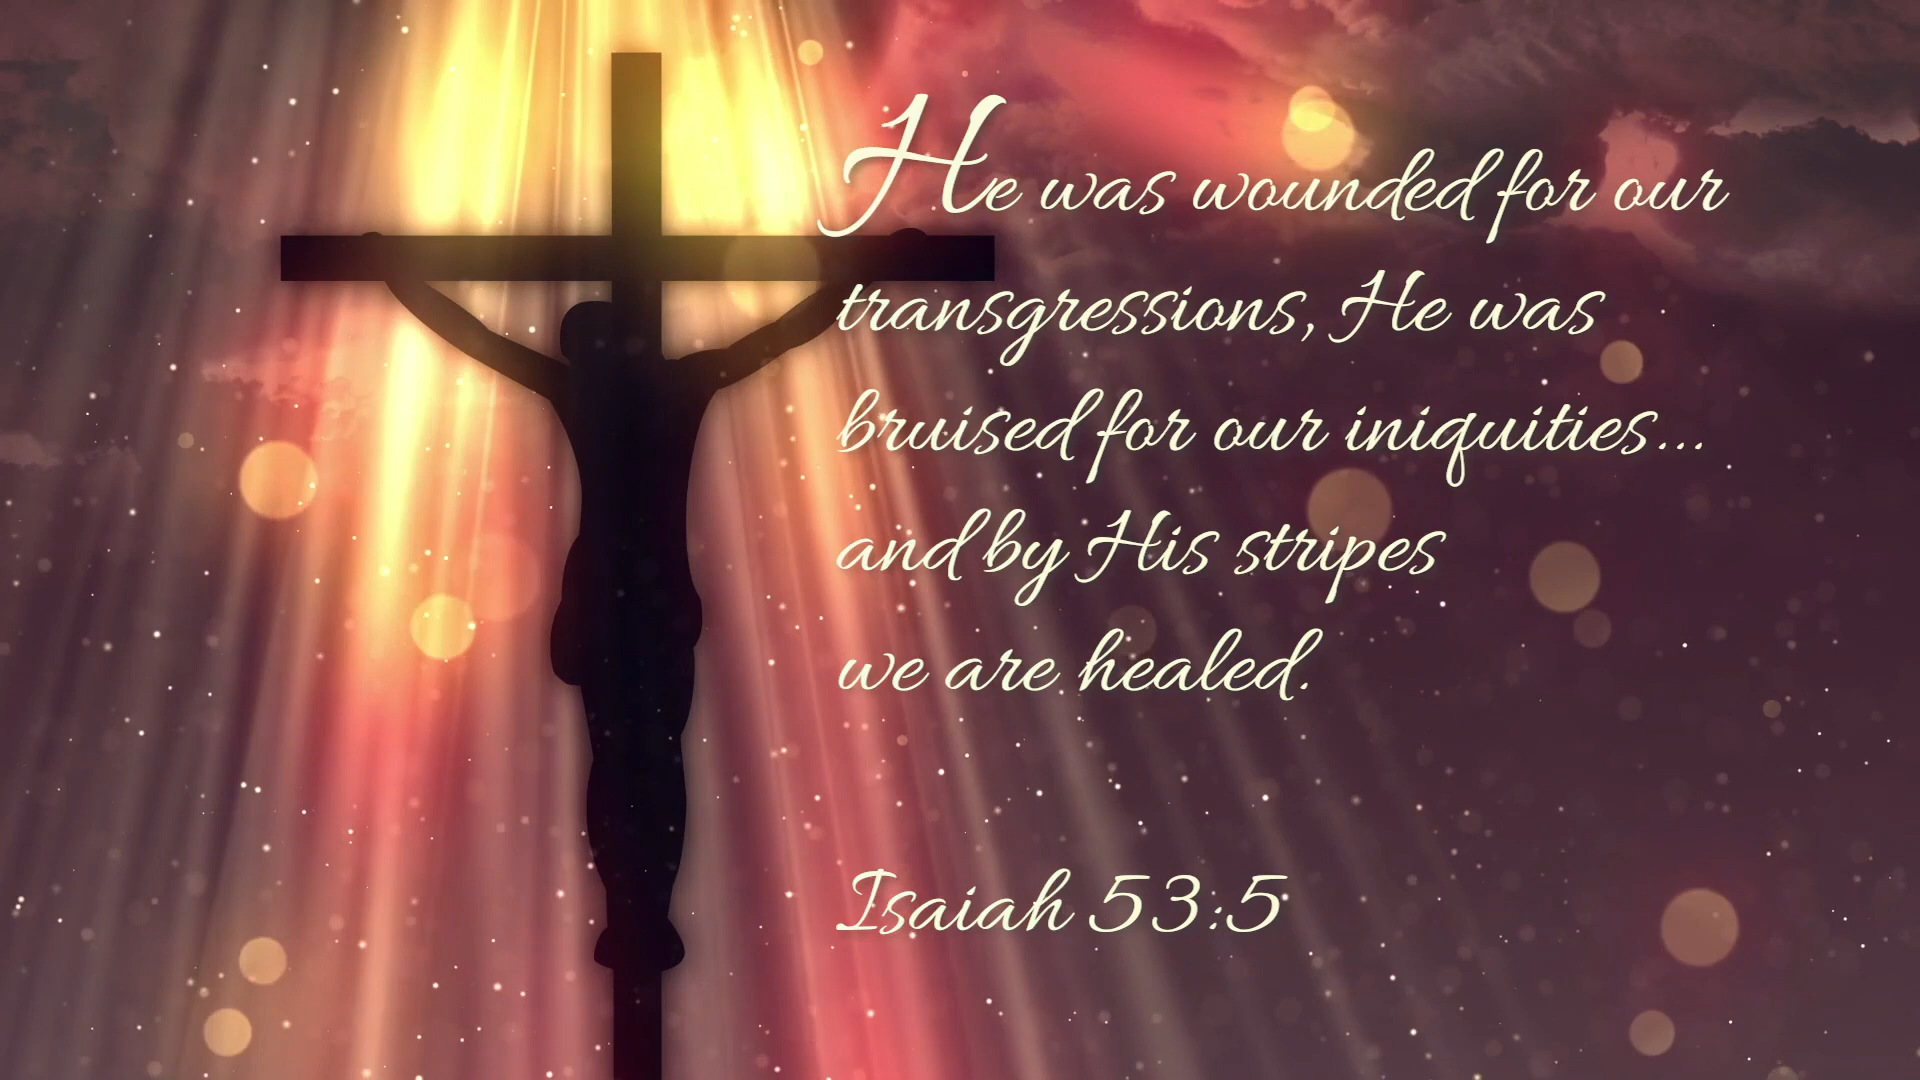 He was wounded for our
transgressions, He was
bruised for our iniquities...
and by His stripes
we are healed.
Isaiah 53:5